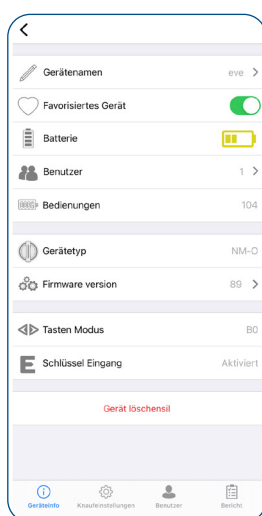 Gerätenamen eve
Favorisiertes Gerät
Batterie
Benutzer 1
Bedienungen 104
Gerätetyp NM-O
Firmware version 89
Tasten Modus B0
E Schlüssel Eingang Aktiviert
Gerät löschensil
Geräteinfo Knaufeinstellungen Benutzer Bericht